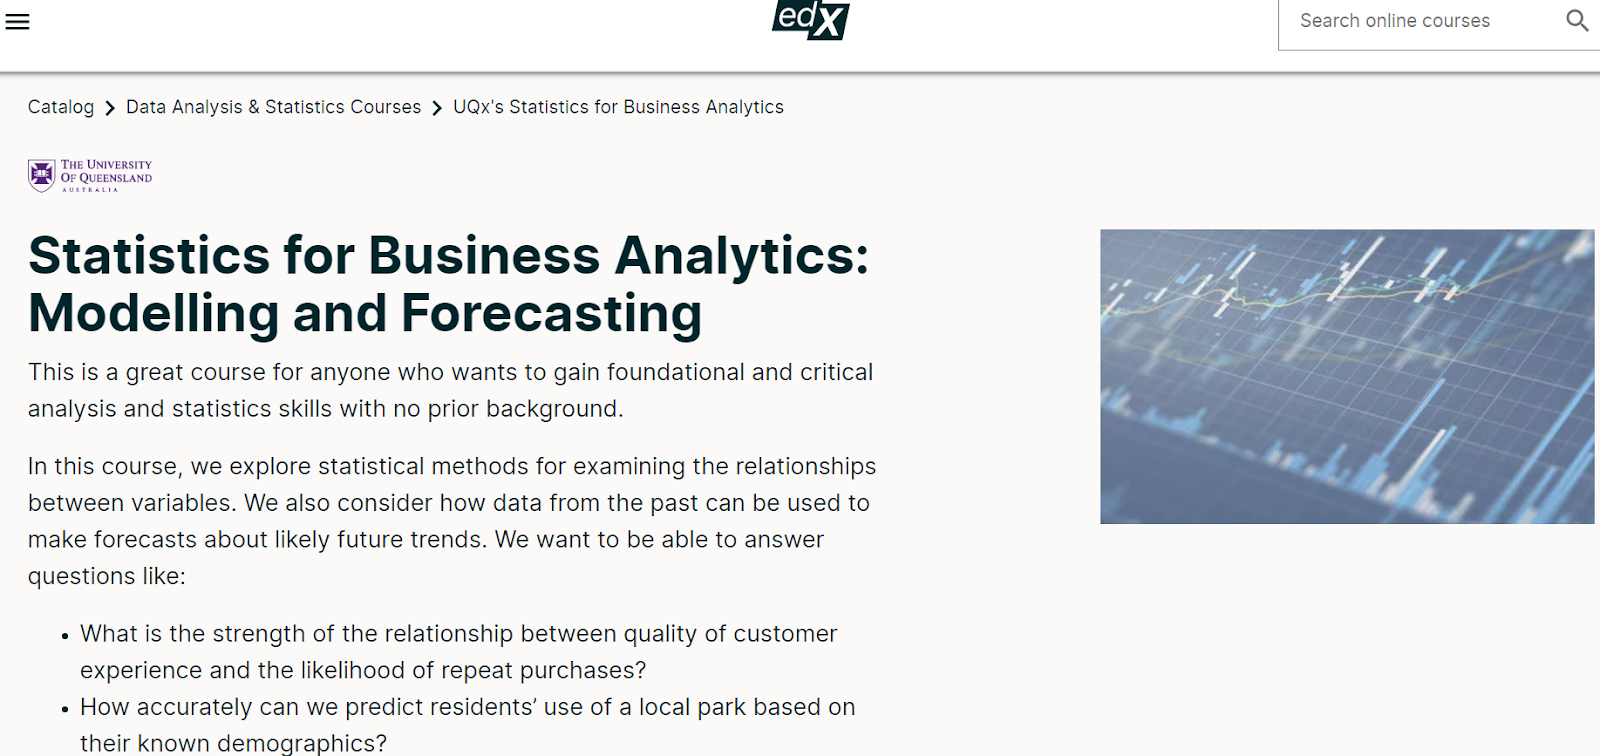 edX
Search online courses
Catalog > Data Analysis & Statistics Courses > UQx's Statistics for Business Analytics
THE UNIVERSITY
OF QUEENSLAND
AUSTRALIA
Statistics for Business Analytics:
Modelling and Forecasting
This is a great course for anyone who wants to gain foundational and critical
analysis and statistics skills with no prior background.
In this course, we explore statistical methods for examining the relationships
between variables. We also consider how data from the past can be used to
make forecasts about likely future trends. We want to be able to answer
questions like:
• What is the strength of the relationship between quality of customer
experience and the likelihood of repeat purchases?
• How accurately can we predict residents’ use of a local park based on
their known demographics?